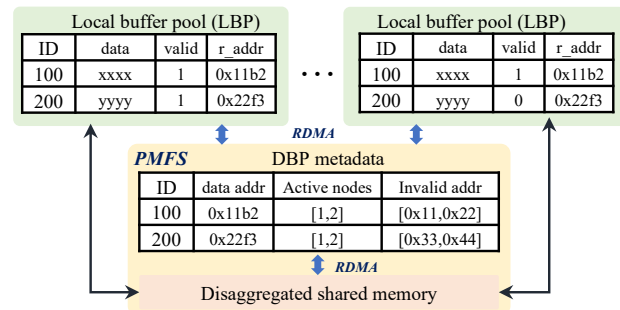 Local buffer pool (LBP)
ID data valid r_addr
100 xxxx 1 0x11b2
200 yyyy 1 0x22f3
...
Local buffer pool (LBP)
ID data valid r_addr
100 xxxx 1 0x11b2
200 yyyy 0 0x22f3
RDMA
PMFS DBP metadata
ID data addr Active nodes Invalid addr
100 0x11b2 [1,2] [0x11,0x22]
200 0x22f3 [1,2] [0x33,0x44]
RDMA
Disaggregated shared memory